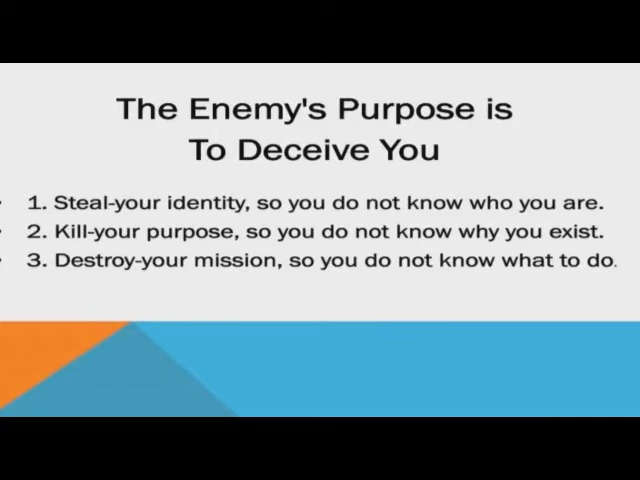 The Enemy's Purpose is
To Deceive You
1. Steal-your identity, so you do not know who you are.
2. Kill-your purpose, so you do not know why you exist.
3. Destroy-your mission, so you do not know what to do.